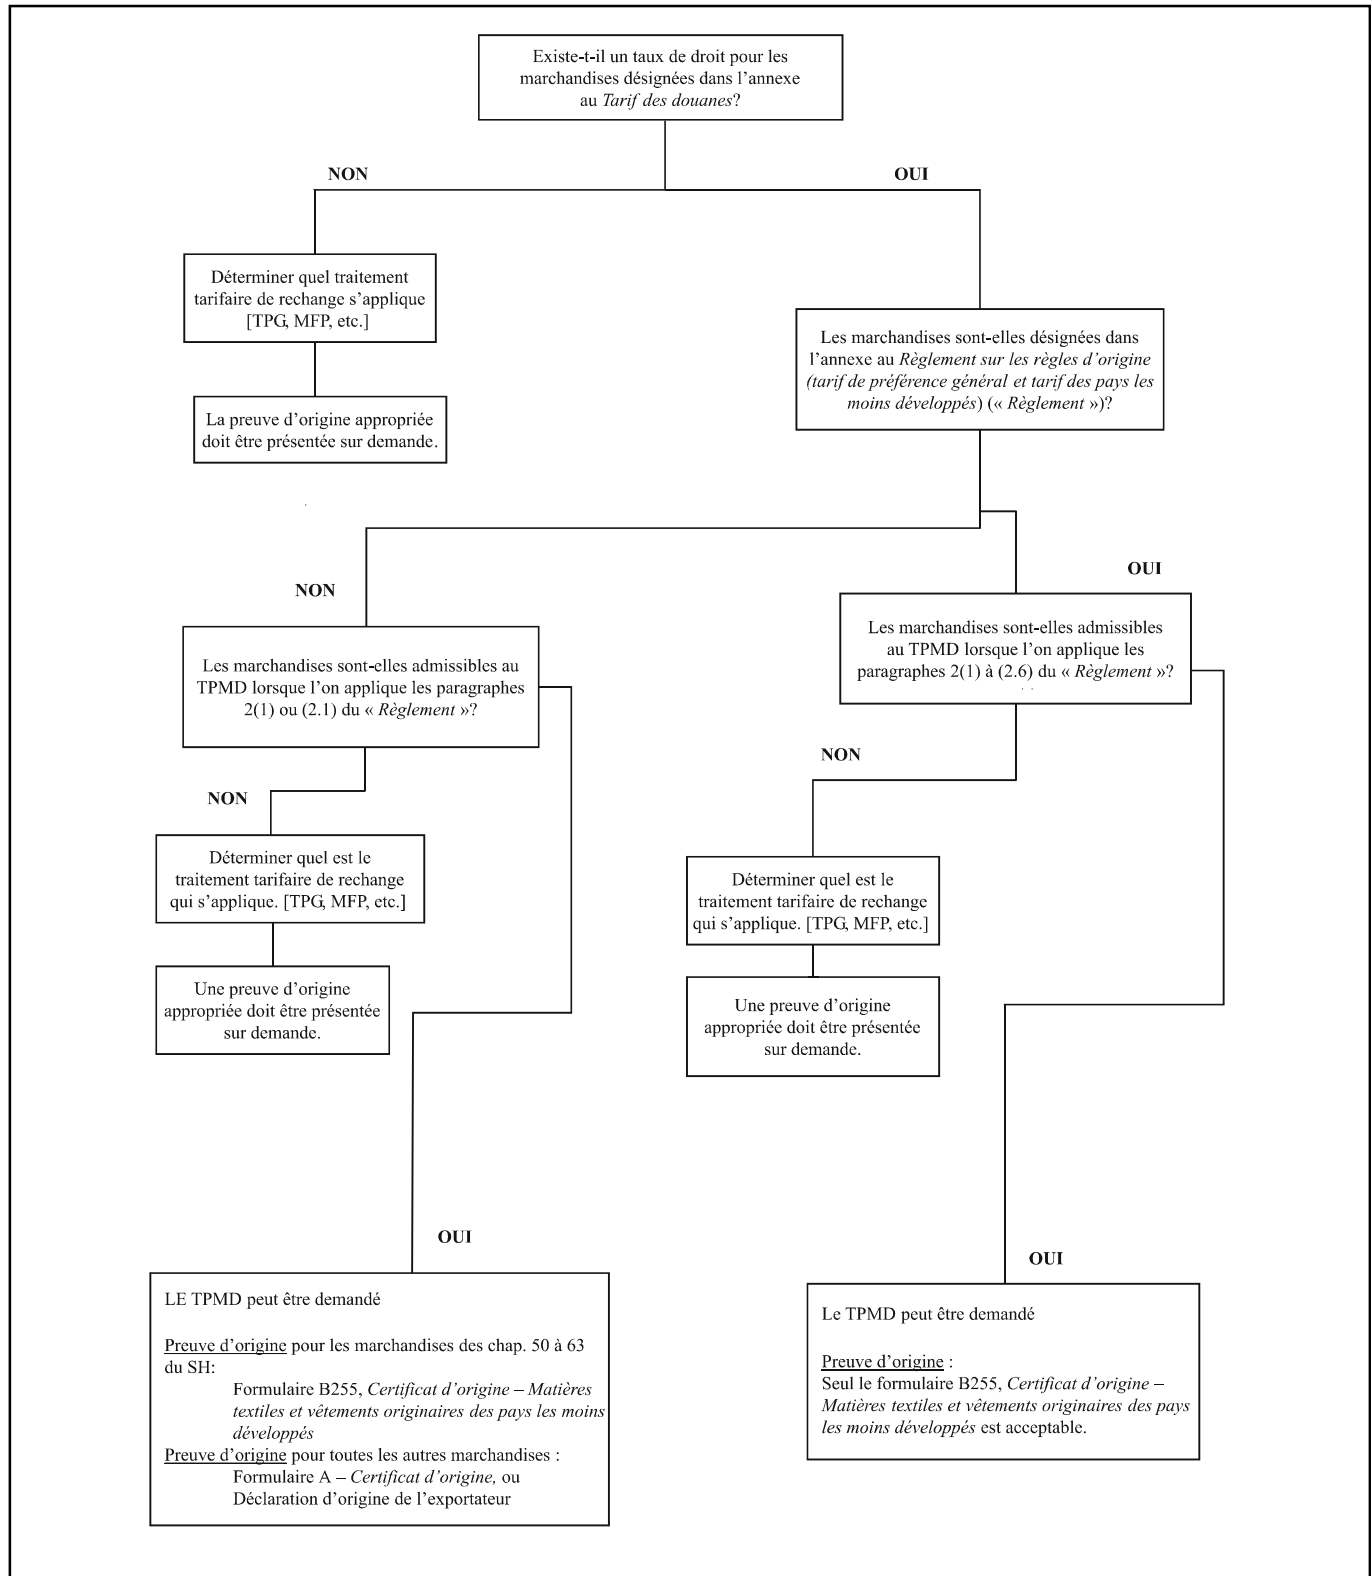 Existe-t-il un taux de droit pour les
marchandises désignées dans l’annexe
au Tarif des douanes?
NON
OUI
Déterminer quel traitement
tarifaire de rechange s’applique
[TPG, MFP, etc.]
La preuve d’origine appropriée
doit être présentée sur demande.
Les marchandises sont-elles désignées dans
l’annexe au Règlement sur les règles d’origine
(tarif de préférence général et tarif des pays les
moins développés) (« Règlement »)?
NON
OUI
Les marchandises sont-elles admissibles au
TPMD lorsque l’on applique les paragraphes
2(1) ou (2.1) du « Règlement »?
Les marchandises sont-elles admissibles
au TPMD lorsque l’on applique les
paragraphes 2(1) à (2.6) du « Règlement »?
NON
NON
Déterminer quel est le
traitement tarifaire de rechange
qui s’applique. [TPG, MFP, etc.]
Une preuve d’origine
appropriée doit être présentée
sur demande.
Déterminer quel est le
traitement tarifaire de rechange
qui s’applique. [TPG, MFP, etc.]
Une preuve d’origine
appropriée doit être présentée
sur demande.
OUI
OUI
LE TPMD peut être demandé
Preuve d’origine pour les marchandises des chap. 50 à 63
du SH:
Formulaire B255, Certificat d’origine – Matières
textiles et vêtements originaires des pays les moins
développés
Preuve d’origine pour toutes les autres marchandises :
Formulaire A – Certificat d’origine, ou
Déclaration d’origine de l’exportateur
Le TPMD peut être demandé
Preuve d’origine :
Seul le formulaire B255, Certificat d’origine –
Matières textiles et vêtements originaires des pays
les moins développés est acceptable.